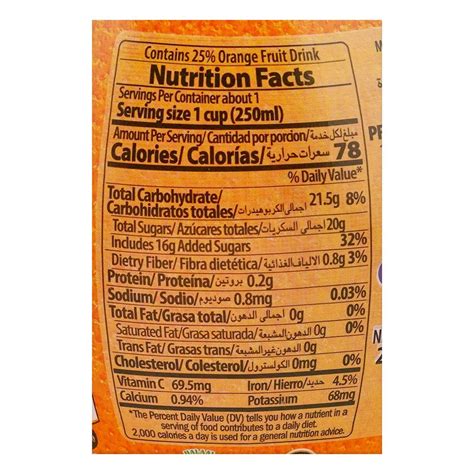 Contains 25% Orange Fruit Drink
Nutrition Facts
Servings Per Container about 1
Serving size 1 cup (250ml)
Amount Per Serving/Cantidad por porcion/مبلغ لكل خدمة
Calories/Calorias/سعرات حرارية 78
% Daily Value*
Total Carbohydrate/
Carbohidratos totales/اجمالي الكربوهيدرات 21.5g 8%
Total Sugars/Azúcares totales/اجمالي السكريات 20g
Includes 16g Added Sugars 32%
Dietry Fiber/Fibra dietética/الالياف الغذائية 0.8g 3%
Protein/Proteína/بروتين 0.2g
Sodium/Sodio/صوديوم 0.8mg 0.03%
Total Fat/Grasa total/اجمالي الدهون 0g 0%
Saturated Fat/Grasa saturada/الدهون المشبعة 0g 0%
Trans Fat/Grasas trans/الدهون غير المشبعة 0g
Cholesterol/Colesterol/الكولسترول 0mg 0%
Vitamin C 69.5mg Iron/Hierro/حديد 4.5%
Calcium 0.94% Potassium 68mg
*The Percent Daily Value (DV) tells you how a nutrient in a
serving of food contributes to a daily diet.
2,000 calories a day is used for a general nutrition advice.